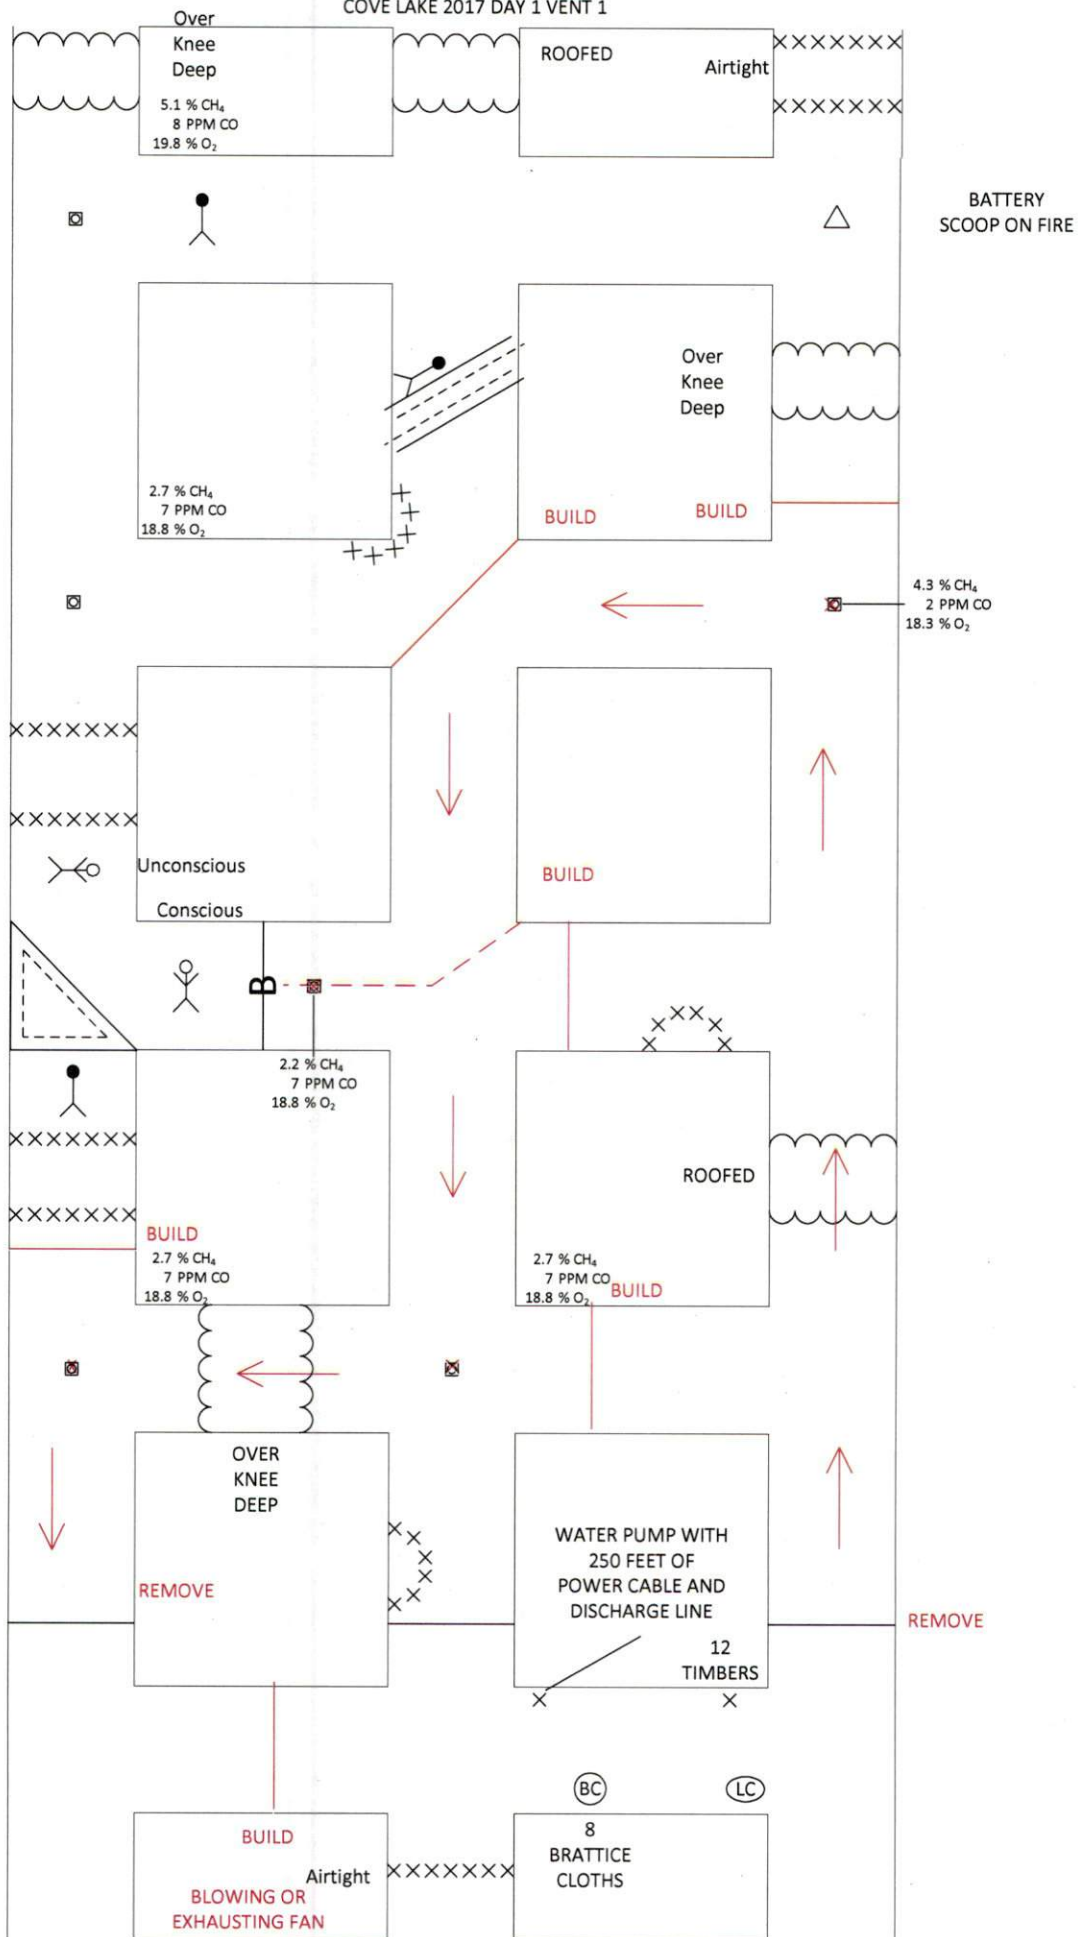 COVE LAKE 2017 DAY 1 VENT 1
Over
Knee
Deep
5.1 % CH₄
8 PPM CO
19.8 % O₂
ROOFED
Airtight
BATTERY
SCOOP ON FIRE
Over
Knee
Deep
2.7 % CH₄
7 PPM CO
18.8 % O₂
BUILD
BUILD
4.3 % CH₄
2 PPM CO
18.3 % O₂
Unconscious
Conscious
BUILD
B
2.2 % CH₄
7 PPM CO
18.8 % O₂
ROOFED
BUILD
2.7 % CH₄
7 PPM CO
18.8 % O₂
2.7 % CH₄
7 PPM CO
18.8 % O₂
BUILD
OVER
KNEE
DEEP
WATER PUMP WITH
250 FEET OF
POWER CABLE AND
DISCHARGE LINE
REMOVE
REMOVE
12
TIMBERS
BC
LC
8
BRATTICE
CLOTHS
BUILD
Airtight
BLOWING OR
EXHAUSTING FAN